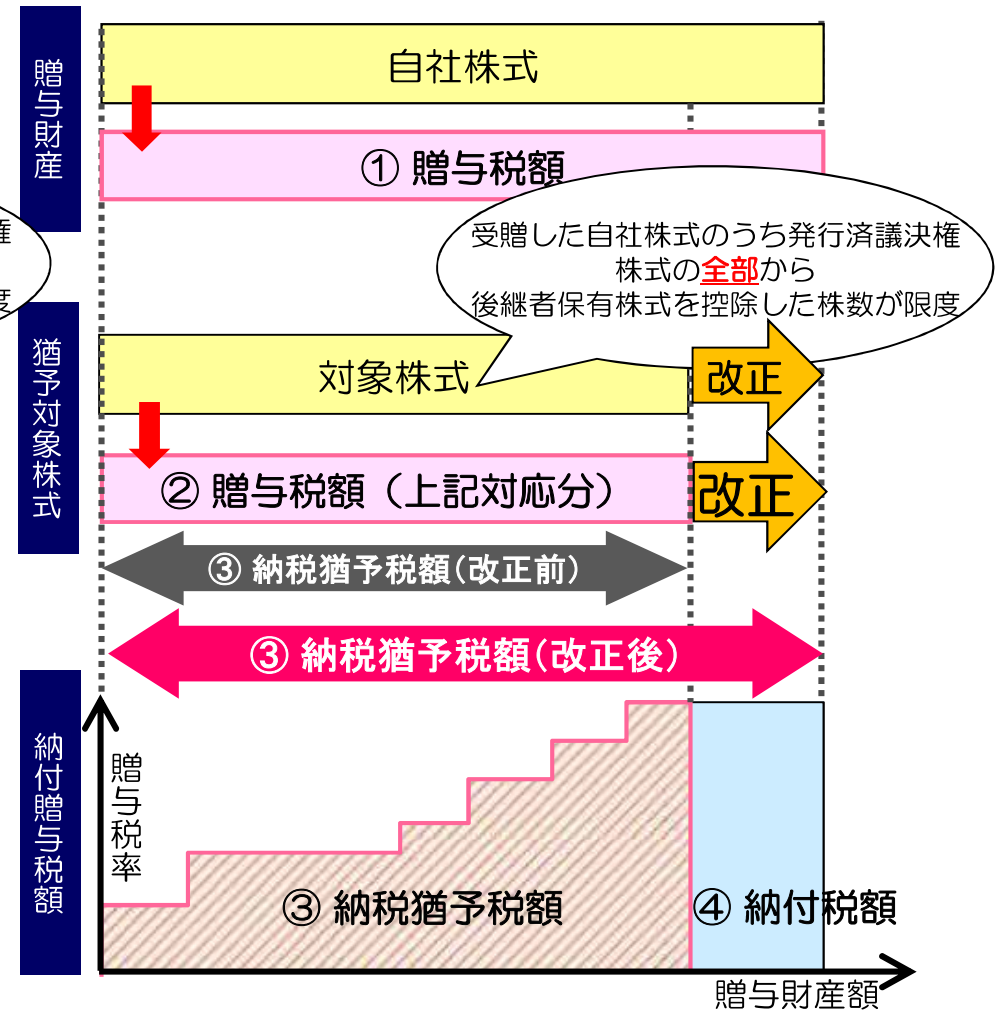 贈与財産
自社株式
① 贈与税額
受贈した自社株式のうち発行済議決権
株式の全部から
後継者保有株式を控除した株数が限度
権
度
猶予対象株式
対象株式
改正
② 贈与税額（上記対応分）
改正
③ 納税猶予税額（改正前）
③ 納税猶予税額（改正後）
納付贈与税額
贈与税率
③ 納税猶予税額
④ 納付税額
贈与財産額